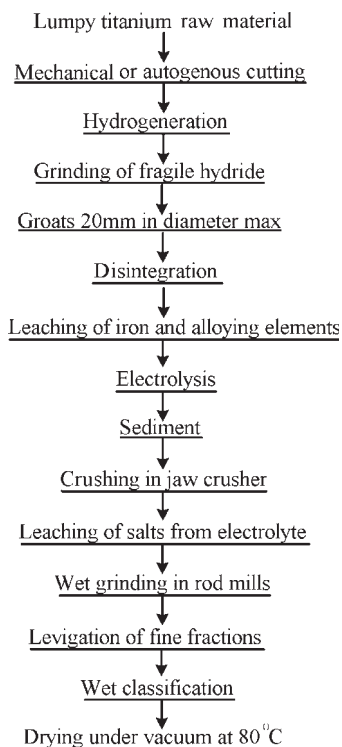 Lumpy titanium raw material
Mechanical or autogenous cutting
Hydrogeneration
Grinding of fragile hydride
Groats 20mm in diameter max
Disintegration
Leaching of iron and alloying elements
Electrolysis
Sediment
Crushing in jaw crusher
Leaching of salts from electrolyte
Wet grinding in rod mills
Levigation of fine fractions
Wet classification
Drying under vacuum at 80°C